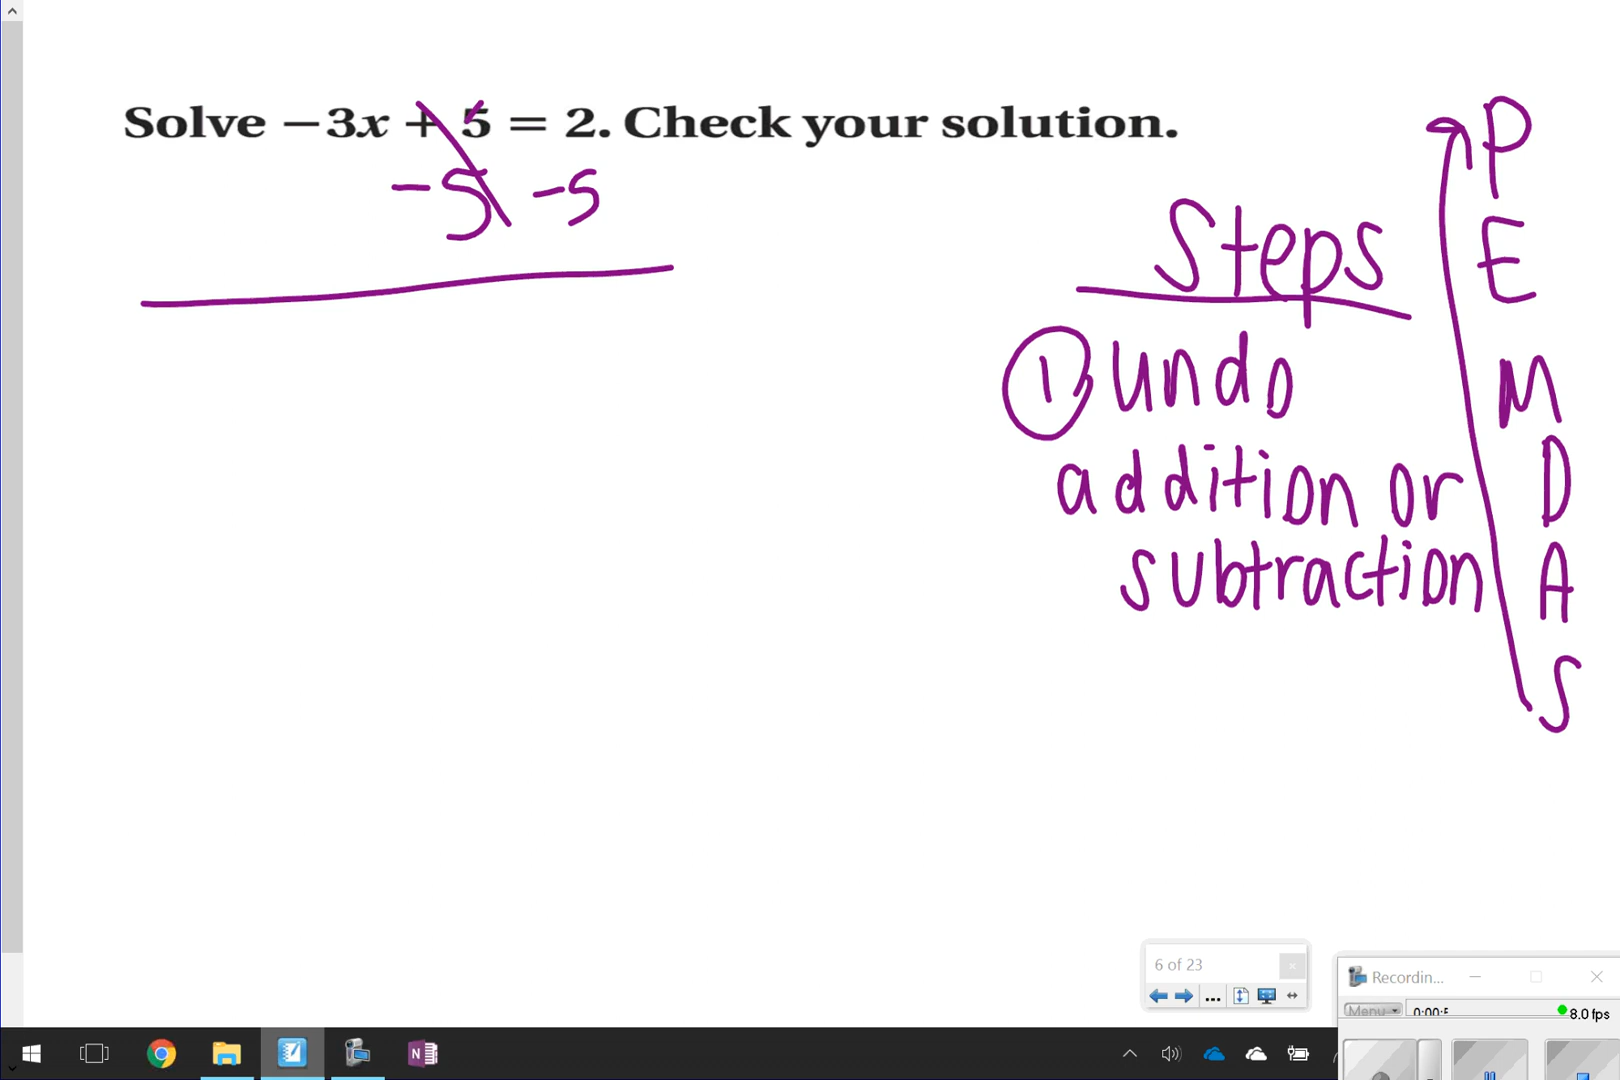 Solve −3x + 5 = 2. Check your solution.
−5 −5
Steps
① undo
addition or
subtraction
P
E
M
D
A
S
6 of 23
...
Recordin...
Menu
8.0 fps
N